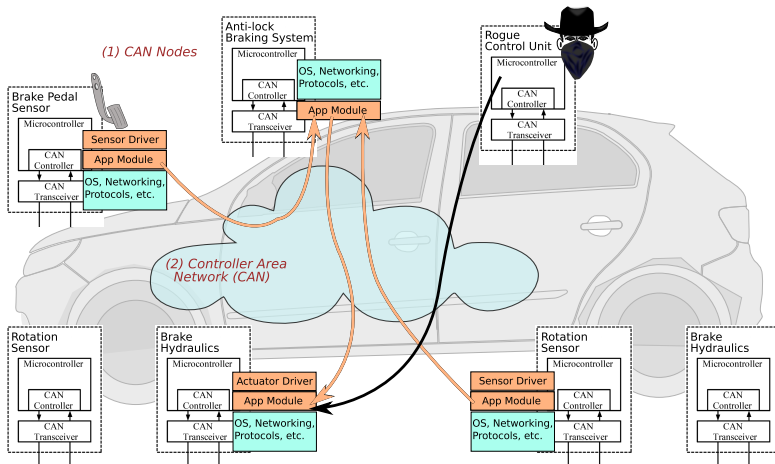 (1) CAN Nodes
Anti-lock
Braking System
Microcontroller
CAN
Controller
CAN
Transceiver
OS, Networking,
Protocols, etc.
App Module
Rogue
Control Unit
Microcontroller
CAN
Controller
CAN
Transceiver
Brake Pedal
Sensor
Microcontroller
CAN
Controller
CAN
Transceiver
Sensor Driver
App Module
OS, Networking,
Protocols, etc.
(2) Controller Area
Network (CAN)
Rotation
Sensor
Microcontroller
CAN
Controller
CAN
Transceiver
Brake
Hydraulics
Microcontroller
CAN
Controller
CAN
Transceiver
Actuator Driver
App Module
OS, Networking,
Protocols, etc.
Sensor Driver
App Module
OS, Networking,
Protocols, etc.
Rotation
Sensor
Microcontroller
CAN
Controller
CAN
Transceiver
Brake
Hydraulics
Microcontroller
CAN
Controller
CAN
Transceiver